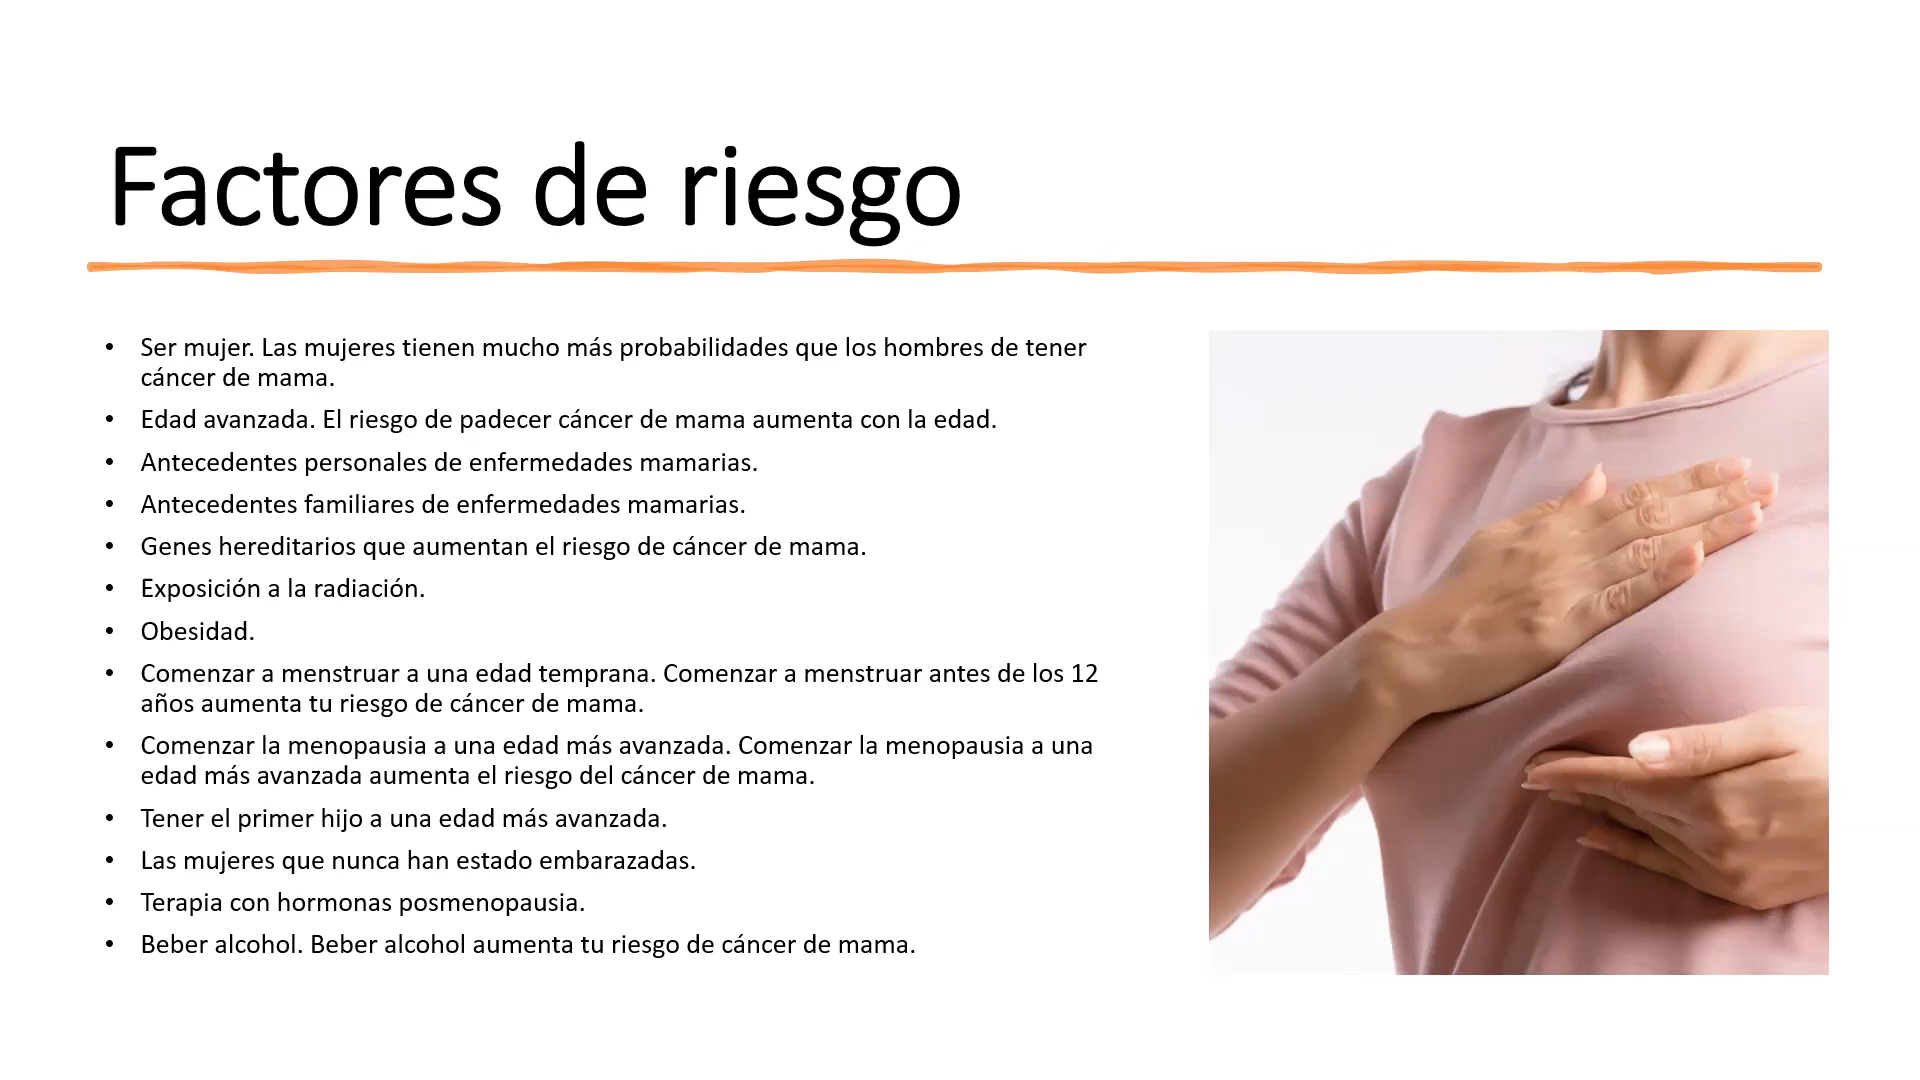 Factores de riesgo
• Ser mujer. Las mujeres tienen mucho más probabilidades que los hombres de tener
cáncer de mama.
• Edad avanzada. El riesgo de padecer cáncer de mama aumenta con la edad.
• Antecedentes personales de enfermedades mamarias.
• Antecedentes familiares de enfermedades mamarias.
• Genes hereditarios que aumentan el riesgo de cáncer de mama.
• Exposición a la radiación.
• Obesidad.
• Comenzar a menstruar a una edad temprana. Comenzar a menstruar antes de los 12
años aumenta tu riesgo de cáncer de mama.
• Comenzar la menopausia a una edad más avanzada. Comenzar la menopausia a una
edad más avanzada aumenta el riesgo del cáncer de mama.
• Tener el primer hijo a una edad más avanzada.
• Las mujeres que nunca han estado embarazadas.
• Terapia con hormonas posmenopausia.
• Beber alcohol. Beber alcohol aumenta tu riesgo de cáncer de mama.